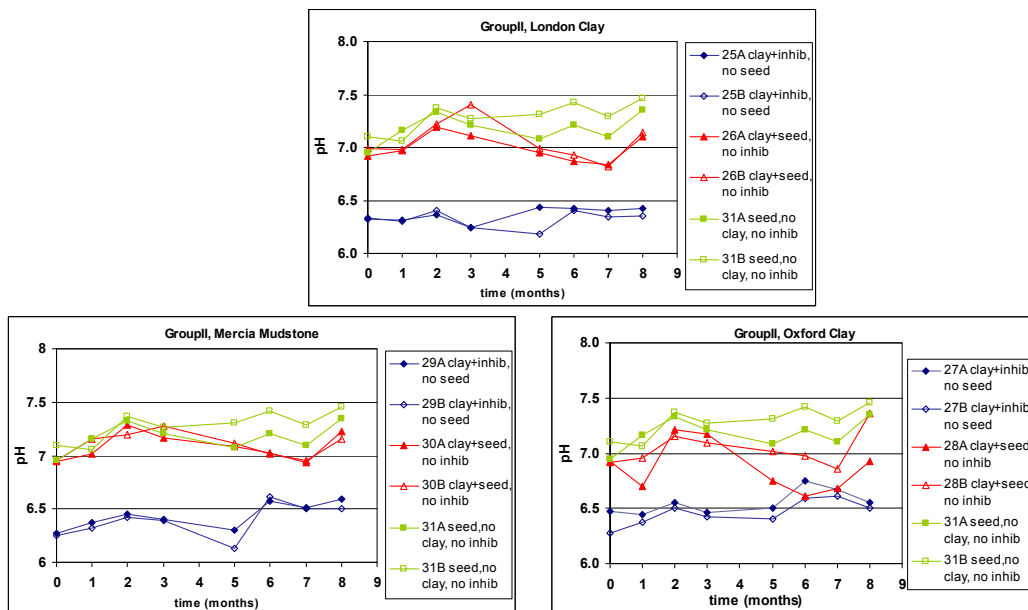 GroupII, London Clay
8.0
7.5
7.0
6.5
6.0
pH
0 1 2 3 4 5 6 7 8 9
time (months)
25A clay+inhib,
no seed
25B clay+inhib,
no seed
26A clay+seed,
no inhib
26B clay+seed,
no inhib
31A seed,no
clay, no inhib
31B seed,no
clay, no inhib
GroupII, Mercia Mudstone
8
7.5
7
6.5
6
pH
0 1 2 3 4 5 6 7 8 9
time (months)
29A clay+inhib,
no seed
29B clay+inhib,
no seed
30A clay+seed,
no inhib
30B clay+seed,
no inhib
31A seed,no
clay, no inhib
31B seed,no
clay, no inhib
GroupII, Oxford Clay
8.0
7.5
7.0
6.5
6.0
pH
0 1 2 3 4 5 6 7 8 9
time (months)
27A clay+inhib,
no seed
27B clay+inhib,
no seed
28A clay+seed,
no inhib
28B clay+seed,
no inhib
31A seed,no
clay, no inhib
31B seed,no
clay, no inhib